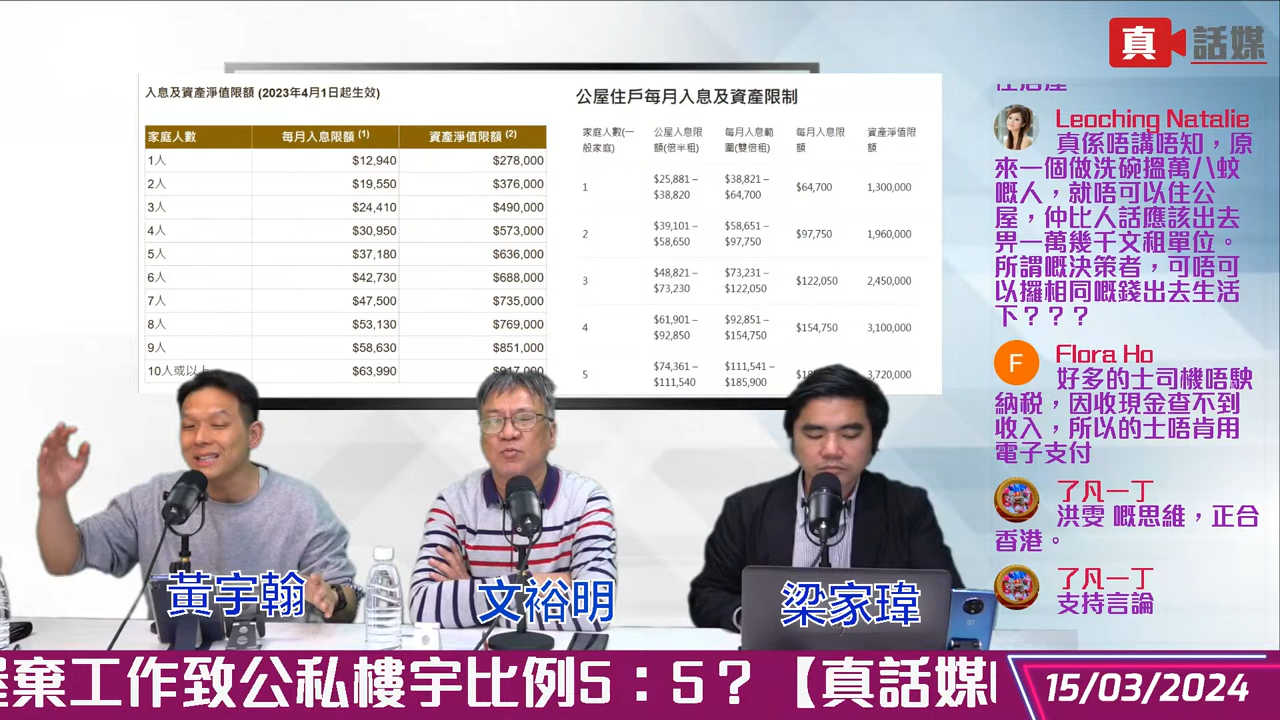 真 話媒
入息及資產淨值限額 (2023年4月1日起生效)
家庭人數 每月入息限額 (1) 資產淨值限額 (2)
1人 $12,940 $278,000
2人 $19,550 $376,000
3人 $24,410 $490,000
4人 $30,950 $573,000
5人 $37,180 $636,000
6人 $42,730 $688,000
7人 $47,500 $735,000
8人 $53,130 $769,000
9人 $58,630 $851,000
10人或以上 $63,990
公屋住戶每月入息及資產限制
家庭人數(一 公屋入息限 每月入息範 每月入息限 資產淨值限
般家庭) 額(倍半租) 圍(雙倍租) 額 額
1 $25,881 – $38,821 – $64,700 1,300,000
$38,820 $64,700
2 $39,101 – $58,651 – $97,750 1,960,000
$58,650 $97,750
3 $48,821 – $73,231 – $122,050 2,450,000
$73,230 $122,050
4 $61,901 – $92,851 – $154,750 3,100,000
$92,850 $154,750
5 $74,361 – $111,541 – 3,720,000
$111,540 $185,900
Leoching Natalie
真係唔講唔知，原
來一個做洗碗搵萬八蚊
嘅人，就唔可以住公
屋，仲比人話應該出去
畀一萬幾千文租單位。
所謂嘅決策者，可唔可
以攞相同嘅錢出去生活
下？？？
F
Flora Ho
好多的士司機唔駛
納税，因收現金查不到
收入，所以的士唔肯用
電子支付
了凡一丁
洪雯 嘅思維，正合
香港。
了凡一丁
支持言論
黃宇翰
文裕明
梁家瑋
棄工作致公私樓宇比例5：5？【真話媒
15/03/2024